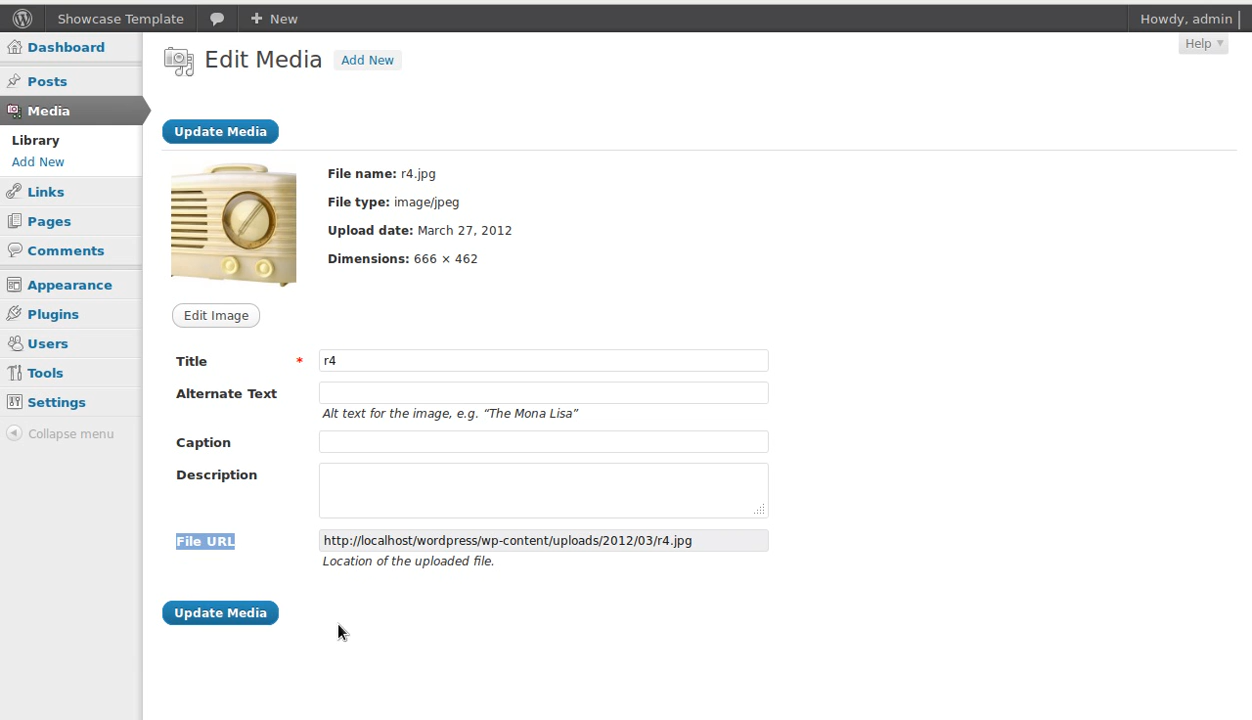 Showcase Template
+ New
Howdy, admin
Dashboard
Posts
Media
Library
Add New
Links
Pages
Comments
Appearance
Plugins
Users
Tools
Settings
Collapse menu
Help
Edit Media
Add New
Update Media
File name: r4.jpg
File type: image/jpeg
Upload date: March 27, 2012
Dimensions: 666 × 462
Edit Image
Title * r4
Alternate Text
Alt text for the image, e.g. “The Mona Lisa”
Caption
Description
File URL http://localhost/wordpress/wp-content/uploads/2012/03/r4.jpg
Location of the uploaded file.
Update Media